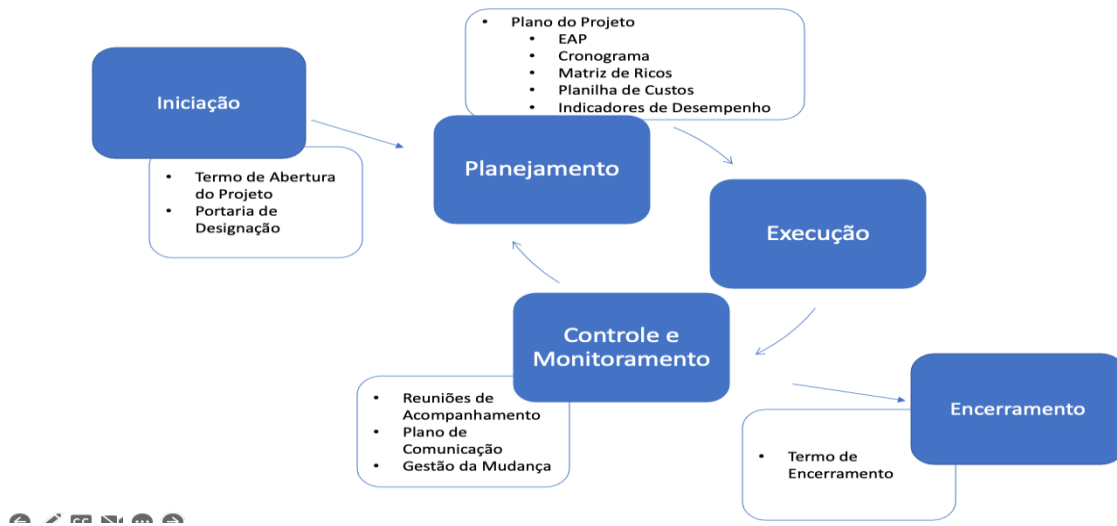 Iniciação
• Termo de Abertura
do Projeto
• Portaria de
Designação
• Plano do Projeto
• EAP
• Cronograma
• Matriz de Ricos
• Planilha de Custos
• Indicadores de Desempenho
Planejamento
Execução
Controle e
Monitoramento
• Reuniões de
Acompanhamento
• Plano de
Comunicação
• Gestão da Mudança
Encerramento
• Termo de
Encerramento
CC